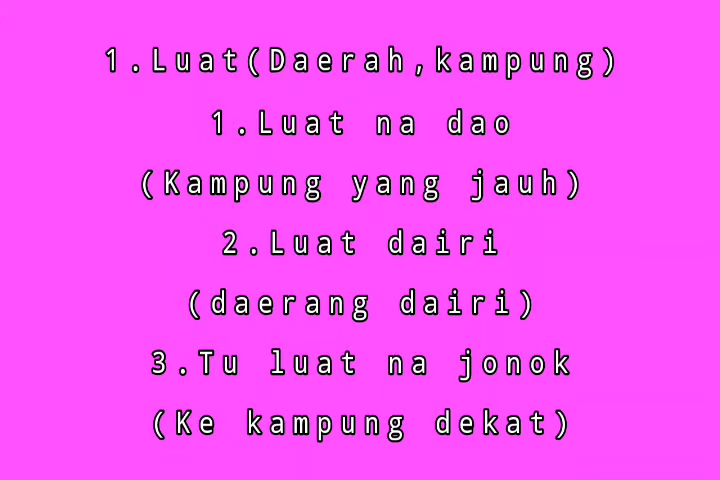 1.Luat(Daerah,kampung)
1.Luat na dao
(Kampung yang jauh)
2.Luat dairi
(daerang dairi)
3.Tu luat na jonok
(Ke kampung dekat)